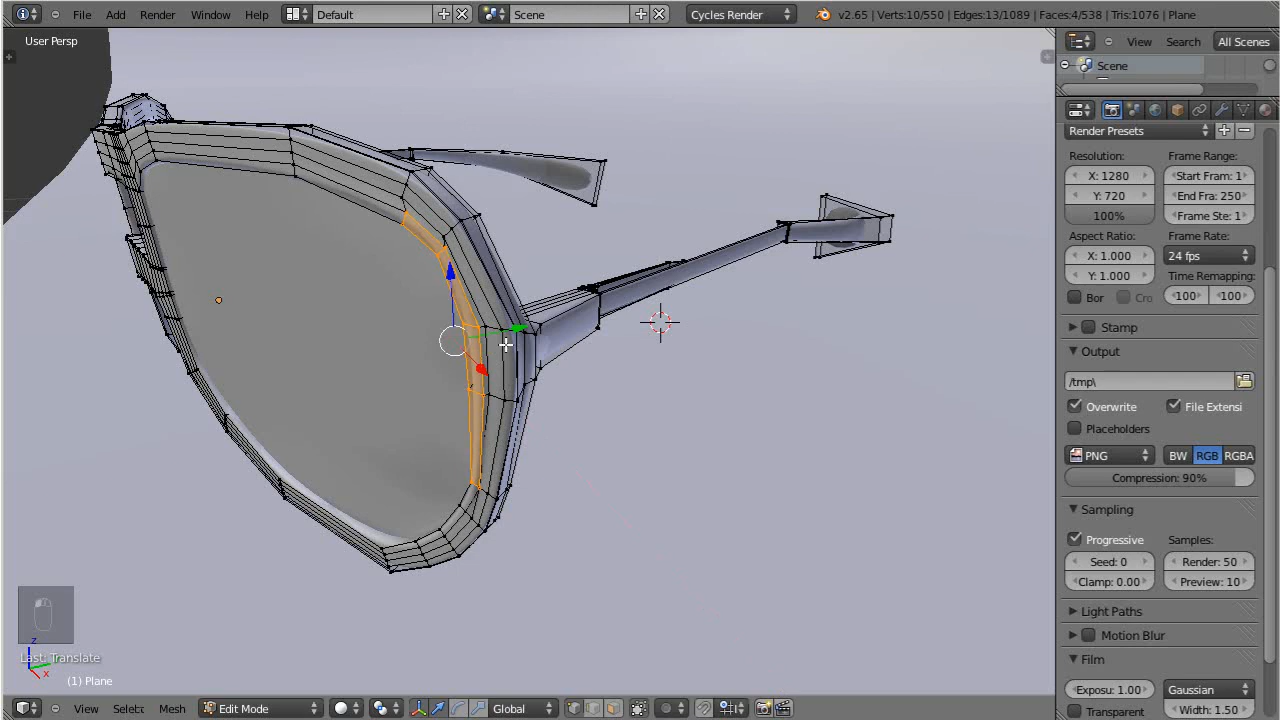 File Add Render Window Help Default Scene Cycles Render v2.65 | Verts:10/550 | Edges:13/1089 | Faces:4/538 | Tris:1076 | Plane
User Persp
View Search All Scenes
Scene
Render Presets
Resolution: Frame Range:
X: 1280 Start Fram: 1
Y: 720 End Fra: 250
100% Frame Ste: 1
Aspect Ratio: Frame Rate:
X: 1.000 24 fps
Y: 1.000 Time Remapping:
Bor Cro 100 100
Stamp
Output
/tmp\
Overwrite File Extensi
Placeholders
PNG BW RGB RGBA
Compression: 90%
Sampling
Progressive Samples:
Seed: 0 Render: 50
Clamp: 0.00 Preview: 10
Light Paths
Motion Blur
Film
Exposu: 1.00 Gaussian
Transparent Width: 1.50
z
x
Last: Translate
(1) Plane
View Select Mesh Edit Mode Global